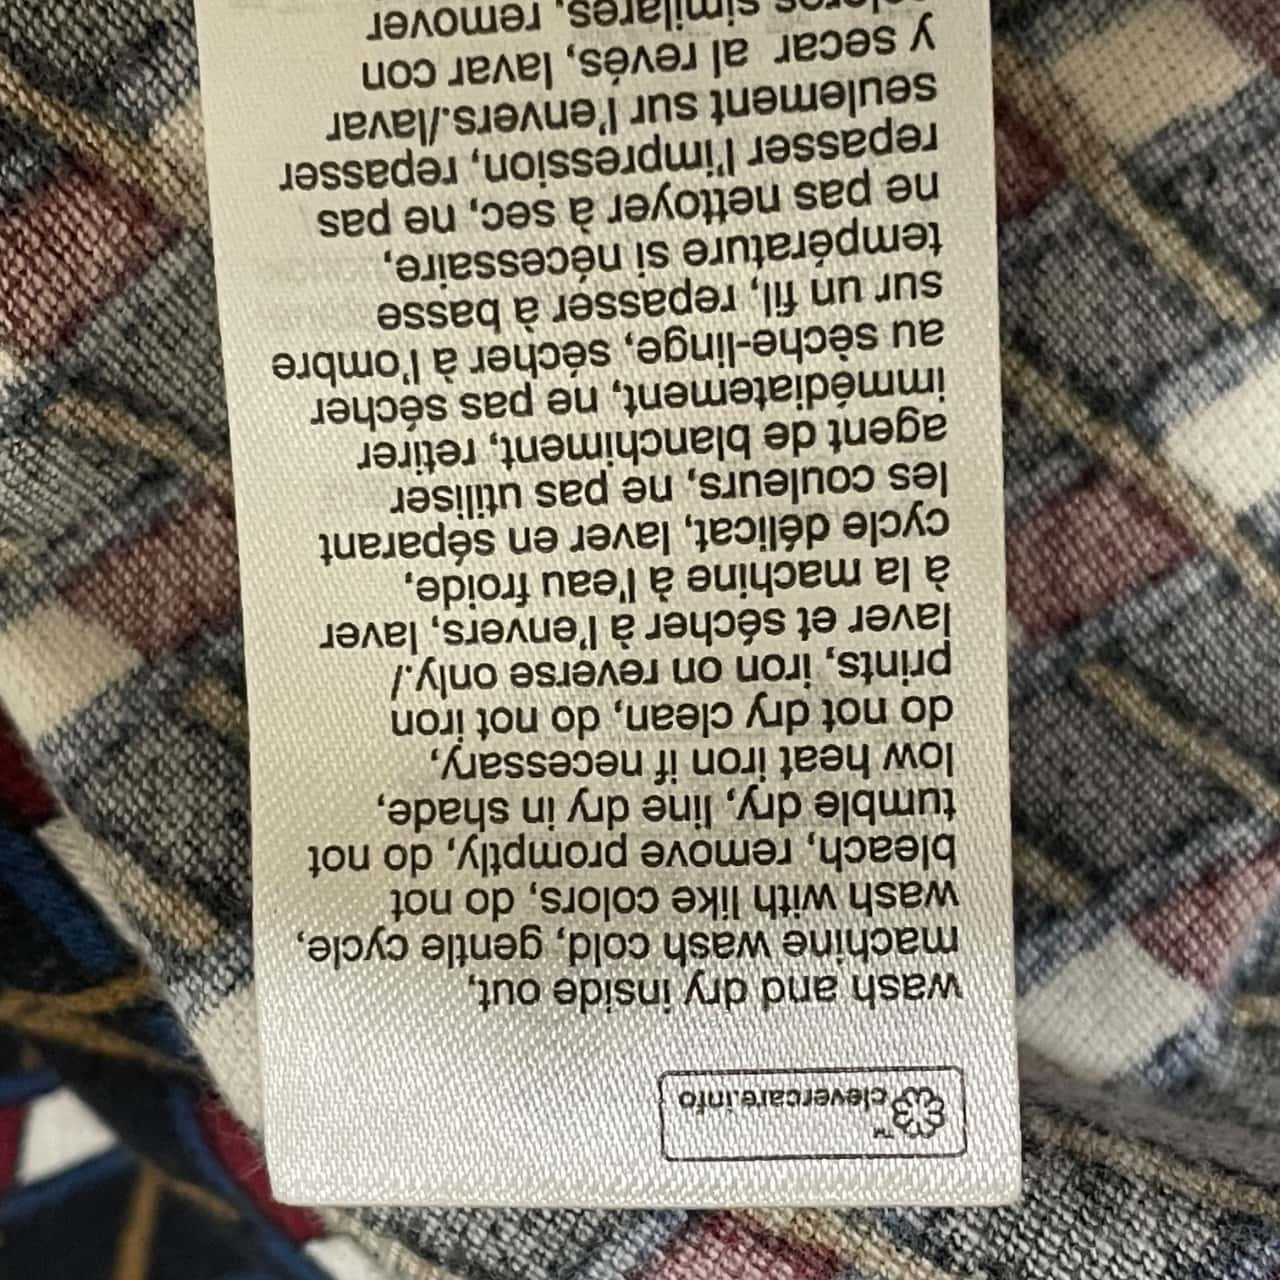 clevercare.info™
wash and dry inside out,
machine wash cold, gentle cycle,
wash with like colors, do not
bleach, remove promptly, do not
tumble dry, line dry in shade,
low heat iron if necessary,
do not dry clean, do not iron
prints, iron on reverse only./
laver et sécher à l'envers, laver
à la machine à l'eau froide,
cycle délicat, laver en séparant
les couleurs, ne pas utiliser
agent de blanchiment, retirer
immédiatement, ne pas sécher
au sèche-linge, sécher à l'ombre
sur un fil, repasser à basse
température si nécessaire,
ne pas nettoyer à sec, ne pas
repasser l'impression, repasser
seulement sur l'envers./lavar
y secar al revés, lavar con
colores similares, remover